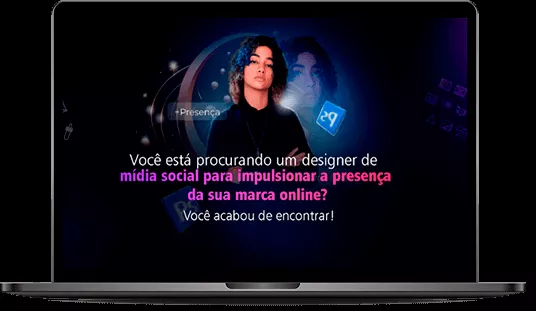 +Presença
Ps
Você está procurando um designer de
mídia social para impulsionar a presença
da sua marca online?
Você acabou de encontrar!